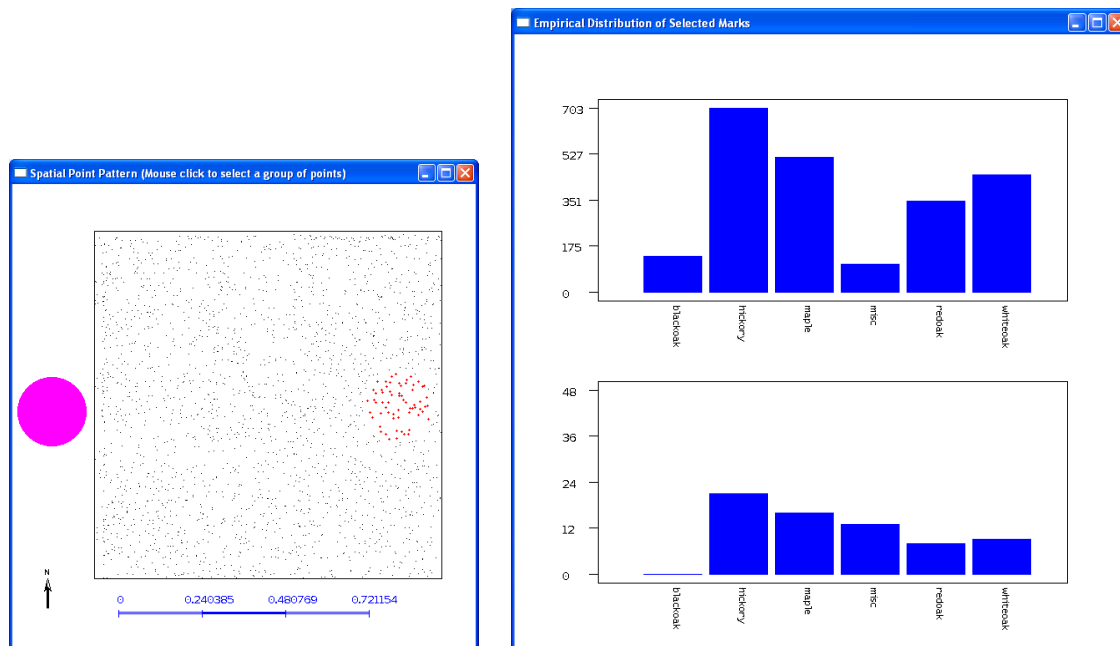 Spatial Point Pattern (Mouse click to select a group of points)
N
0 0.240385 0.480769 0.721154
Empirical Distribution of Selected Marks
703
527
351
175
0
blackoak hickory maple misc redoak whiteoak
48
36
24
12
0
blackoak hickory maple misc redoak whiteoak